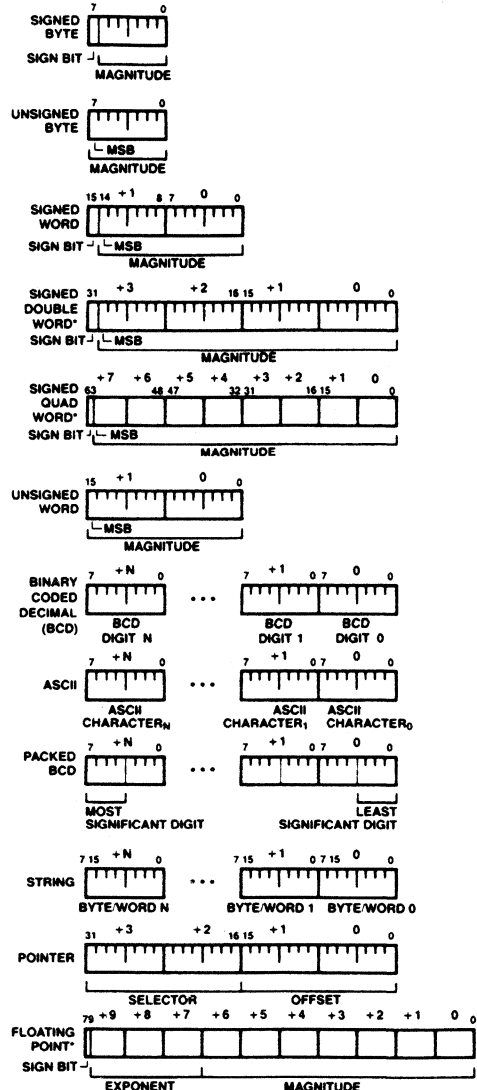 SIGNED BYTE
7 0
SIGN BIT
MAGNITUDE
UNSIGNED BYTE
7 0
MSB
MAGNITUDE
SIGNED WORD
15 14 +1 8 7 0 0
SIGN BIT MSB
MAGNITUDE
SIGNED DOUBLE WORD*
31 +3 +2 16 15 +1 0 0
SIGN BIT MSB
MAGNITUDE
SIGNED QUAD WORD*
+7 +6 +5 +4 +3 +2 +1 0
63 48 47 32 31 16 15 0
SIGN BIT MSB
MAGNITUDE
UNSIGNED WORD
15 +1 0 0
MSB
MAGNITUDE
BINARY CODED DECIMAL (BCD)
7 +N 0 ... 7 +1 0 7 0 0
BCD DIGIT N BCD DIGIT 1 BCD DIGIT 0
ASCII
7 +N 0 ... 7 +1 0 7 0 0
ASCII CHARACTERN ASCII CHARACTER1 ASCII CHARACTER0
PACKED BCD
7 +N 0 ... 7 +1 0 7 0 0
MOST SIGNIFICANT DIGIT LEAST SIGNIFICANT DIGIT
STRING
7 15 +N 0 ... 7 15 +1 0 7 15 0 0
BYTE/WORD N BYTE/WORD 1 BYTE/WORD 0
POINTER
31 +3 +2 16 15 +1 0 0
SELECTOR OFFSET
FLOATING POINT*
79 +9 +8 +7 +6 +5 +4 +3 +2 +1 0 0
SIGN BIT
EXPONENT MAGNITUDE